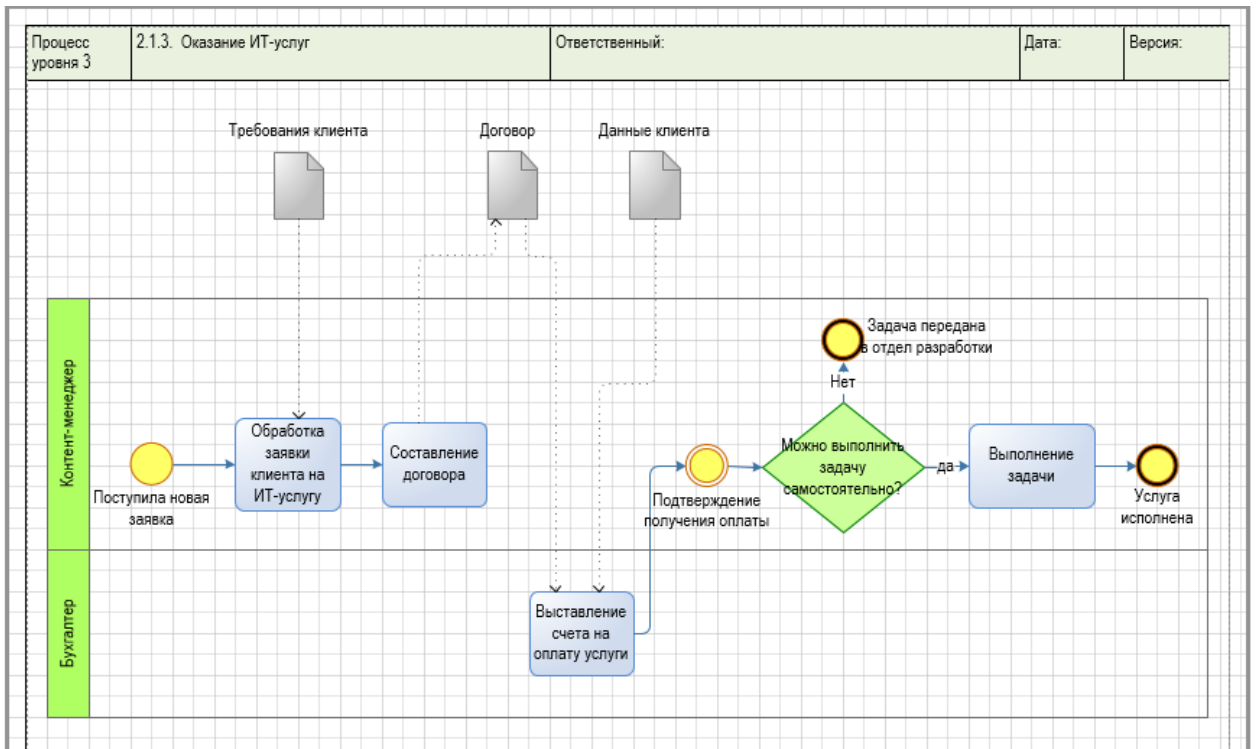 Процесс
уровня 3
2.1.3. Оказание ИТ-услуг
Ответственный:
Дата:
Версия:
Требования клиента
Договор
Данные клиента
Контент-менеджер
Задача передана
в отдел разработки
Нет
Поступила новая
заявка
Обработка
заявки
клиента на
ИТ-услугу
Составление
договора
Подтверждение
получения оплаты
Можно выполнить
задачу
самостоятельно?
да
Выполнение
задачи
Услуга
исполнена
Бухгалтер
Выставление
счета на
оплату услуги